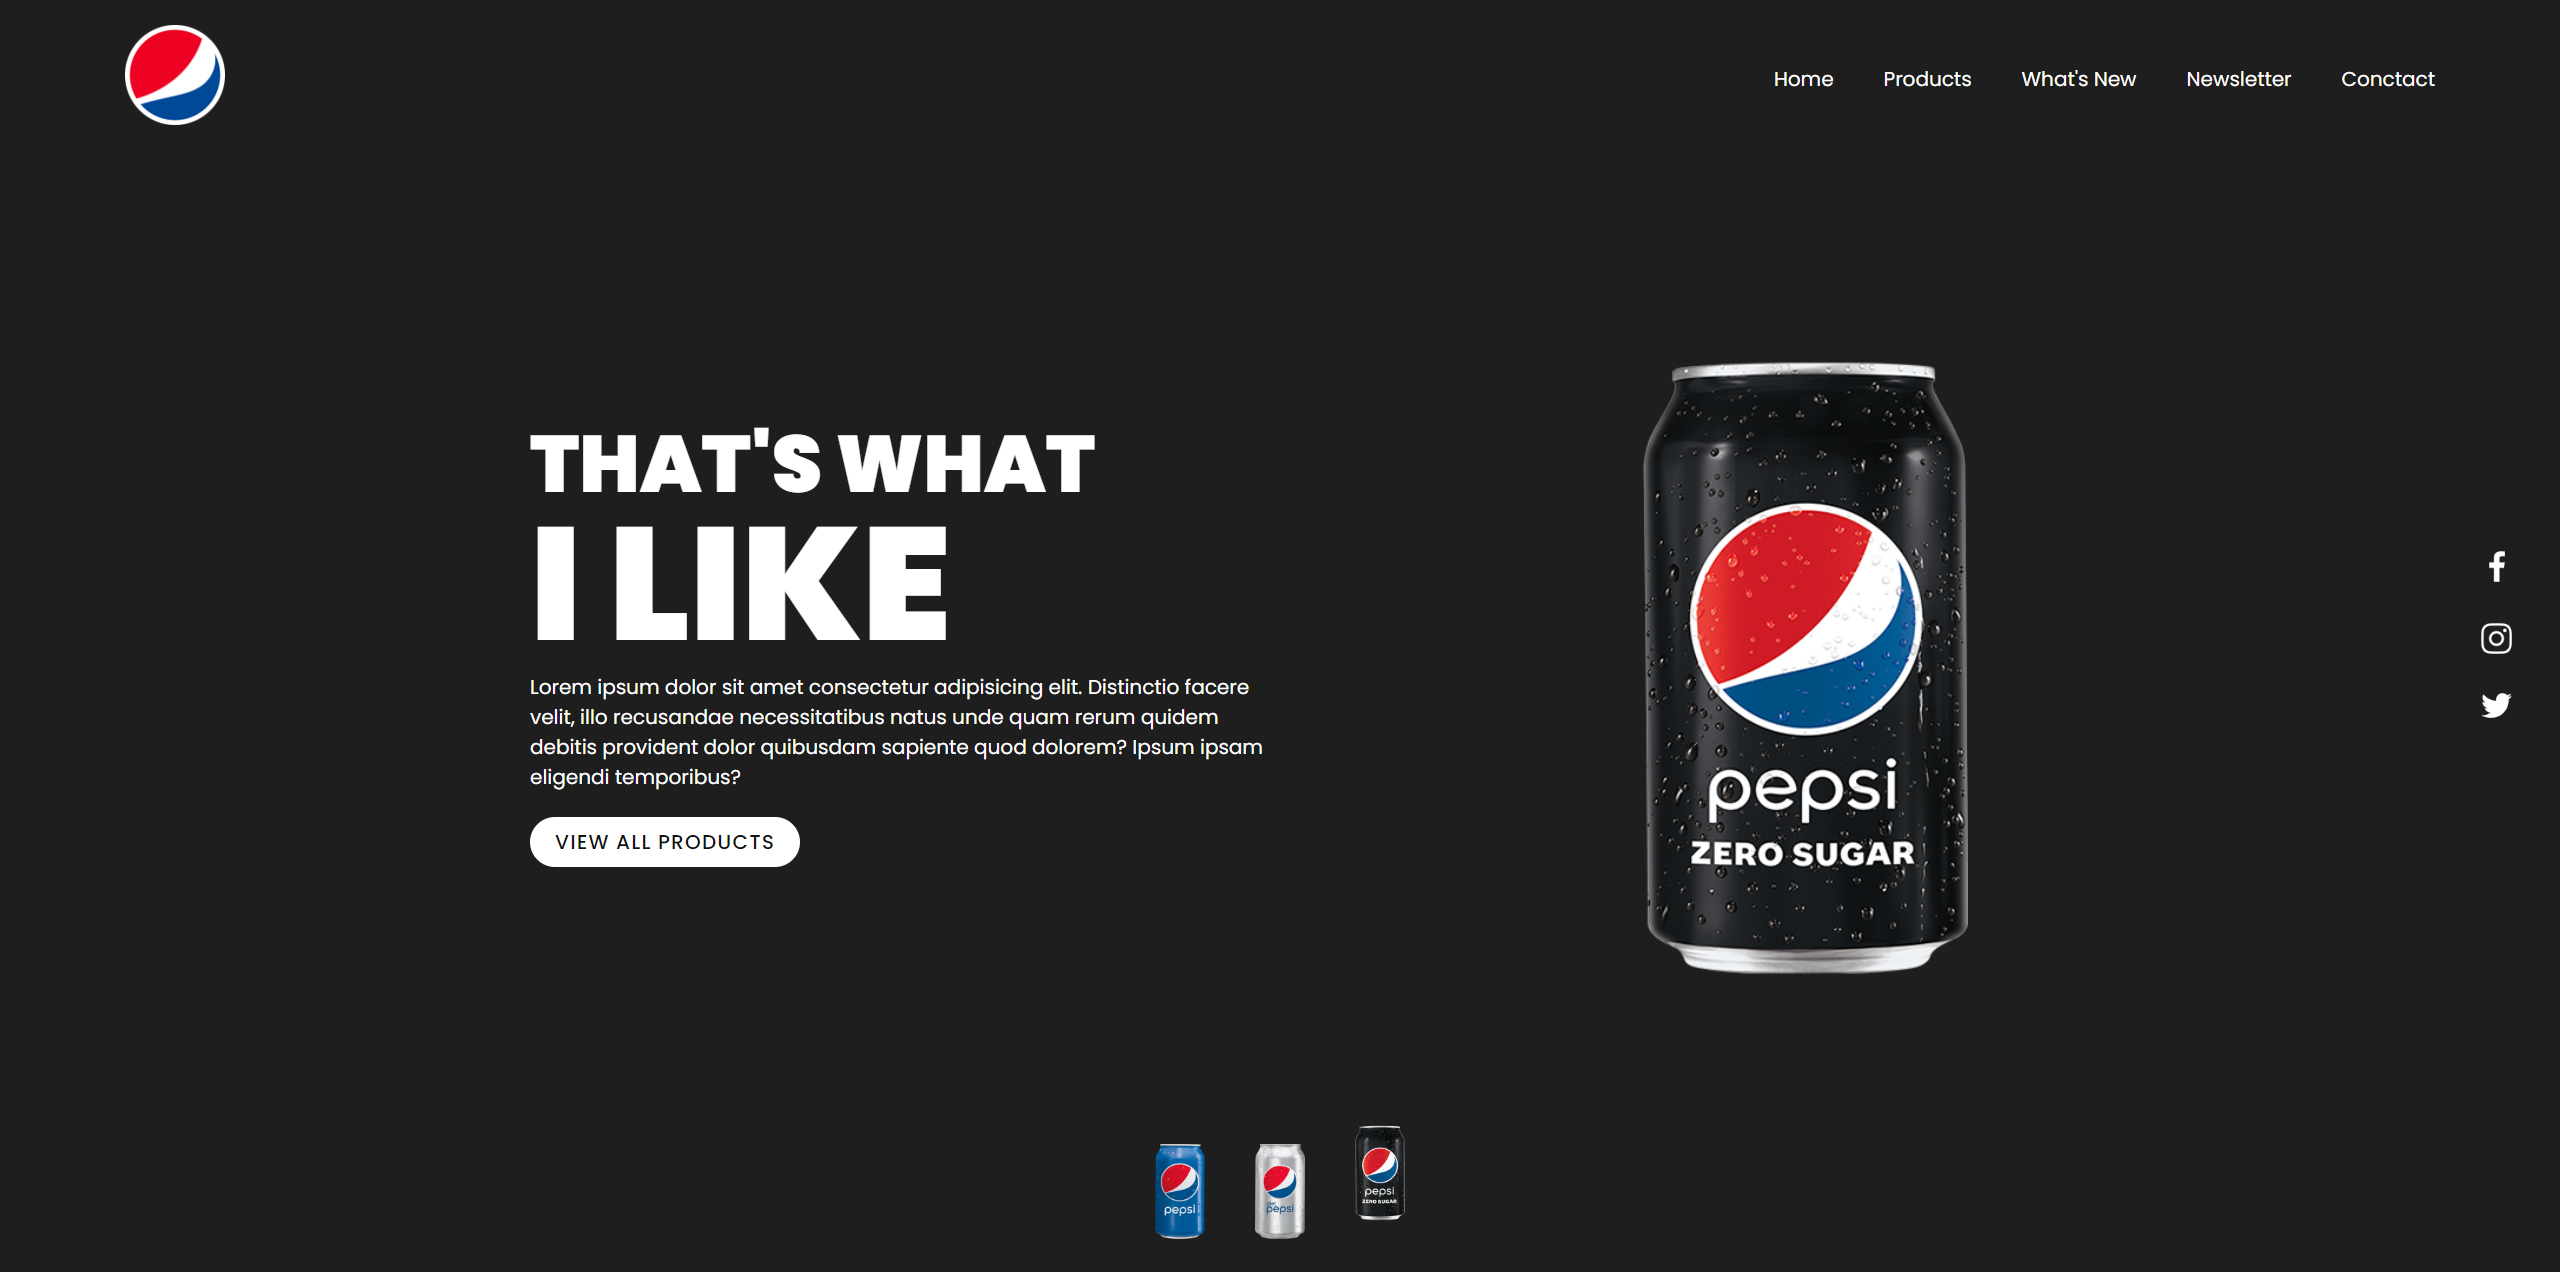 Home Products What's New Newsletter Conctact
THAT'S WHAT
I LIKE
Lorem ipsum dolor sit amet consectetur adipisicing elit. Distinctio facere
velit, illo recusandae necessitatibus natus unde quam rerum quidem
debitis provident dolor quibusdam sapiente quod dolorem? Ipsum ipsam
eligendi temporibus?
VIEW ALL PRODUCTS
pepsi
ZERO SUGAR
pepsi
pepsi
pepsi
ZERO SUGAR